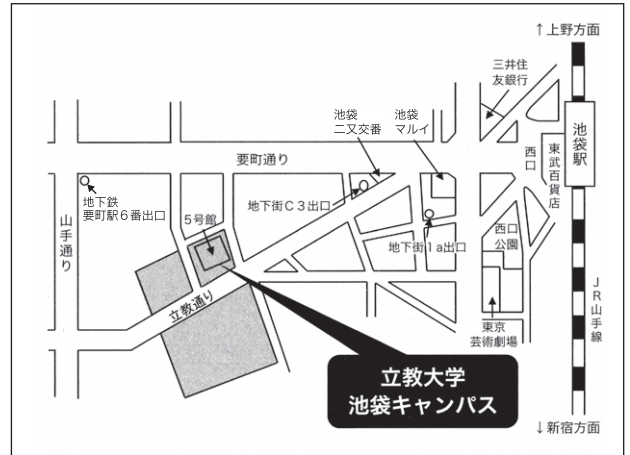 ↑上野方面
三井住
友銀行
池袋
二又交番
池袋
マルイ
池袋駅
西口
東武百貨店
要町通り
地下鉄
要町駅6番出口
山手通り
5号館
地下街C3出口
地下街1a出口
西口
公園
立教通り
東京
芸術劇場
JR山手線
立教大学
池袋キャンパス
↓新宿方面